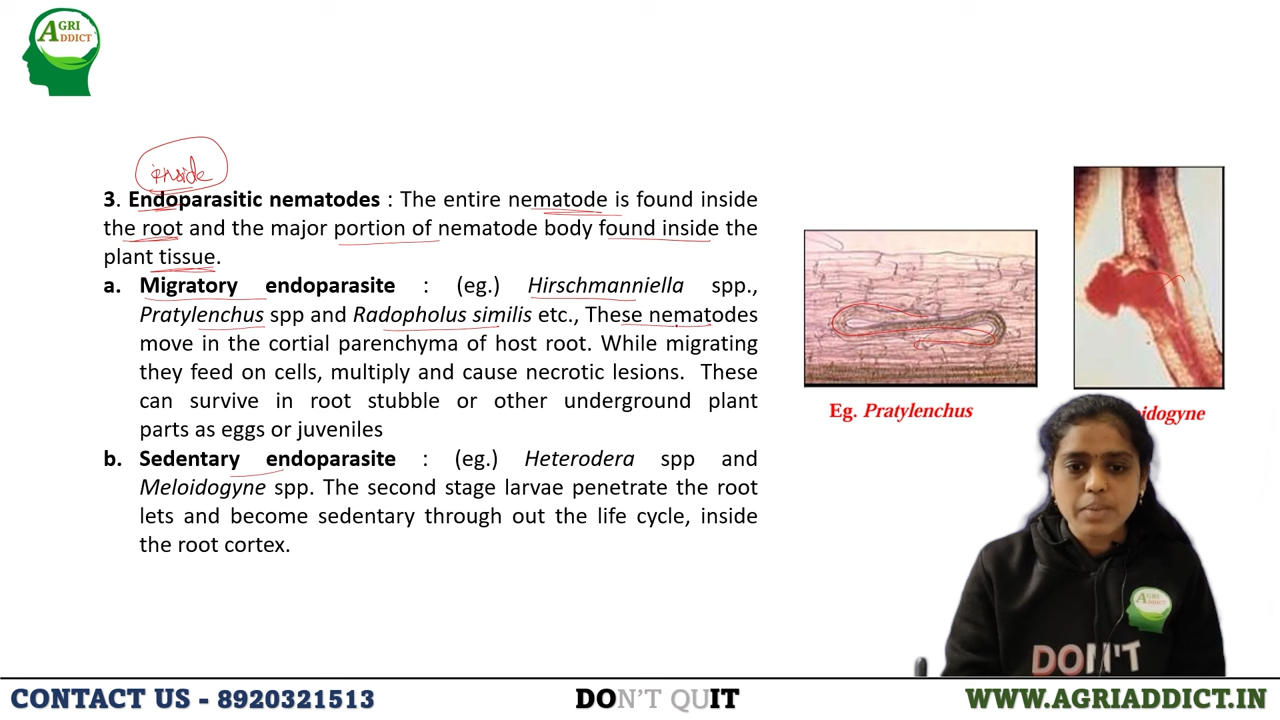 AGRI
ADDICT
inside
3. Endoparasitic nematodes : The entire nematode is found inside
the root and the major portion of nematode body found inside the
plant tissue.
a. Migratory endoparasite : (eg.) Hirschmanniella spp.,
Pratylenchus spp and Radopholus similis etc., These nematodes
move in the cortial parenchyma of host root. While migrating
they feed on cells, multiply and cause necrotic lesions. These
can survive in root stubble or other underground plant
parts as eggs or juveniles
b. Sedentary endoparasite : (eg.) Heterodera spp and
Meloidogyne spp. The second stage larvae penetrate the root
lets and become sedentary through out the life cycle, inside
the root cortex.
Eg. Pratylenchus
idogyne
AGRI
ADDICT
DON'T
CONTACT US - 8920321513
DON'T QUIT
WWW.AGRIADDICT.IN